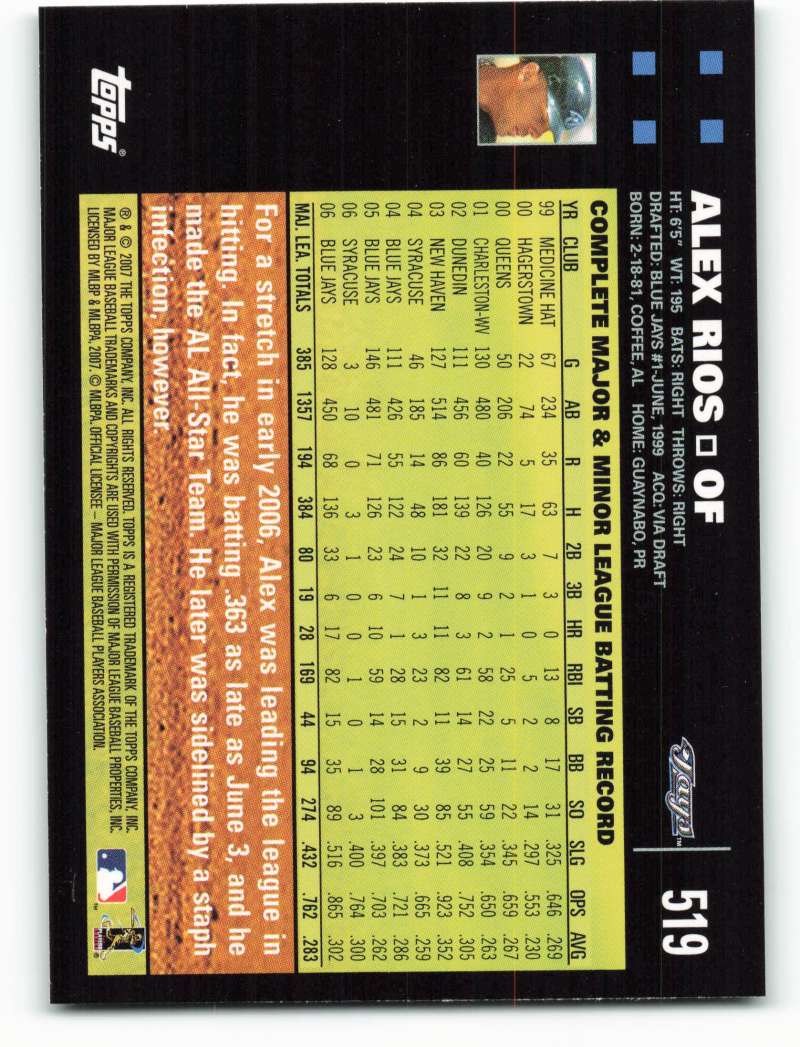 ALEX RIOS □ OF
HT: 6'5" WT: 195 BATS: RIGHT THROWS: RIGHT
DRAFTED: BLUE JAYS #1-JUNE, 1999 ACQ: VIA DRAFT
BORN: 2-18-81, COFFEE, AL HOME: GUAYNABO, PR
Jays™
519
COMPLETE MAJOR & MINOR LEAGUE BATTING RECORD
YR CLUB G AB R H 2B 3B HR RBI SB BB SO SLG OPS AVG
99 MEDICINE HAT 67 234 35 63 7 3 0 13 8 17 31 .325 .646 .269
00 HAGERSTOWN 22 74 5 17 3 1 0 5 2 2 14 .297 .553 .230
00 QUEENS 50 206 22 55 9 2 1 25 5 11 22 .345 .659 .267
01 CHARLESTON-WV 130 480 40 126 20 9 2 58 22 25 59 .354 .650 .263
02 DUNEDIN 111 456 60 139 22 8 3 61 14 27 55 .408 .752 .305
03 NEW HAVEN 127 514 86 181 32 11 11 82 11 39 85 .521 .923 .352
04 SYRACUSE 46 185 14 48 10 1 3 23 2 9 30 .373 .665 .259
04 BLUE JAYS 111 426 55 122 24 7 1 28 15 31 84 .383 .721 .286
05 BLUE JAYS 146 481 71 126 23 6 10 59 14 28 101 .397 .703 .262
06 SYRACUSE 3 10 0 3 1 0 0 1 0 1 3 .400 .764 .300
06 BLUE JAYS 128 450 68 136 33 6 17 82 15 35 89 .516 .865 .302
MAJ. LEA. TOTALS 385 1357 194 384 80 19 28 169 44 94 274 .432 .762 .283
For a stretch in early 2006, Alex was leading the league in
hitting. In fact, he was batting .363 as late as June 3, and he
made the AL All-Star Team. He later was sidelined by a staph
infection, however.
® & © 2007 THE TOPPS COMPANY, INC. ALL RIGHTS RESERVED. TOPPS IS A REGISTERED TRADEMARK OF THE TOPPS COMPANY, INC.
MAJOR LEAGUE BASEBALL TRADEMARKS AND COPYRIGHTS ARE USED WITH PERMISSION OF MAJOR LEAGUE BASEBALL PROPERTIES, INC.
LICENSED BY MLBP & MLBPA, 2007. © MLBPA. OFFICIAL LICENSEE – MAJOR LEAGUE BASEBALL PLAYERS ASSOCIATION.
topps®